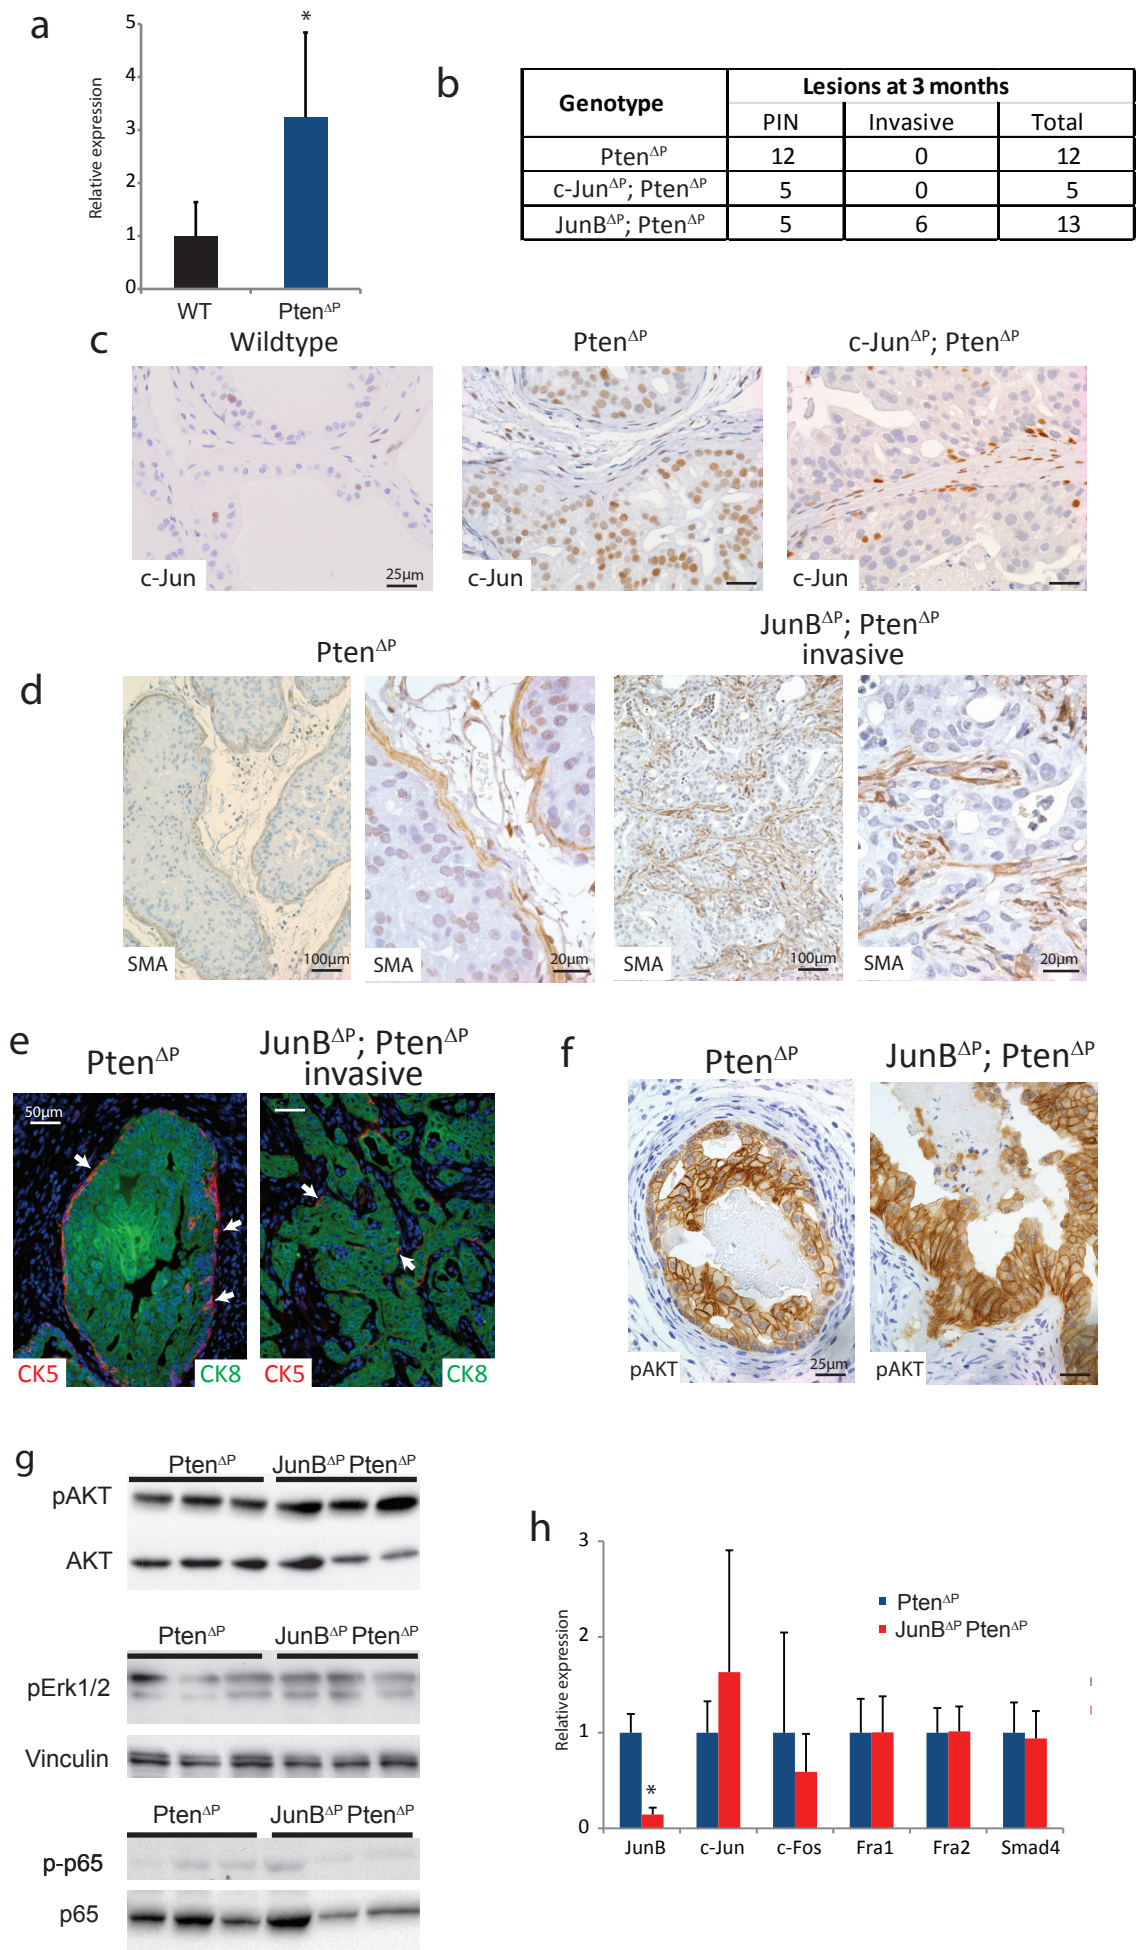 a
*
5
4
3
2
1
0
Relative expression
WT
Pten^ΔP
b
Genotype
Lesions at 3 months
PIN Invasive Total
Pten^ΔP 12 0 12
c-Jun^ΔP; Pten^ΔP 5 0 5
JunB^ΔP; Pten^ΔP 5 6 13
c
Wildtype
Pten^ΔP
c-Jun^ΔP; Pten^ΔP
c-Jun
25µm
c-Jun
c-Jun
d
Pten^ΔP
JunB^ΔP; Pten^ΔP
invasive
SMA
100µm
SMA
20µm
SMA
100µm
SMA
20µm
e
Pten^ΔP
JunB^ΔP; Pten^ΔP
invasive
50µm
CK5
CK8
CK5
CK8
f
Pten^ΔP
JunB^ΔP; Pten^ΔP
pAKT
25µm
pAKT
g
Pten^ΔP
JunB^ΔP Pten^ΔP
pAKT
AKT
Pten^ΔP
JunB^ΔP Pten^ΔP
pErk1/2
Vinculin
Pten^ΔP
JunB^ΔP Pten^ΔP
p-p65
p65
h
3
2
1
0
Relative expression
Pten^ΔP
JunB^ΔP Pten^ΔP
*
JunB c-Jun c-Fos Fra1 Fra2 Smad4